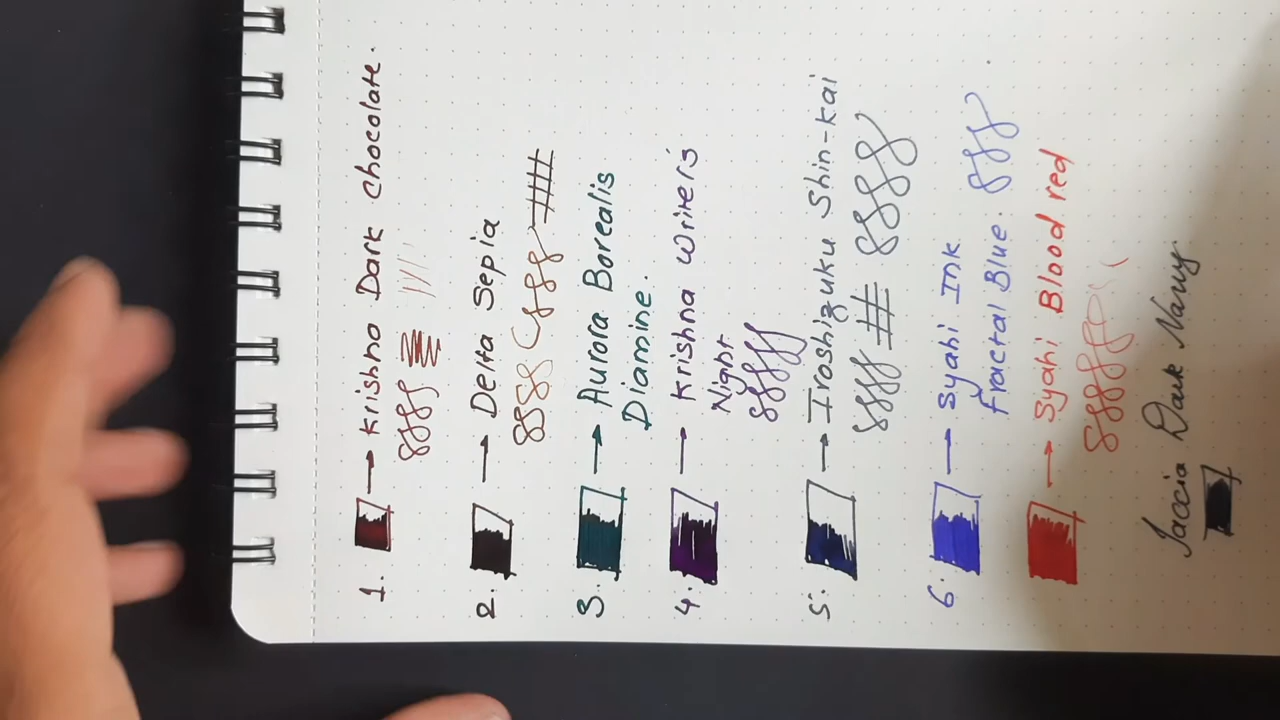 1. → Krishna Dark chocolate.
2. → Delta Sepia
3. → Aurora Borealis
Diamine.
4. → Krishna Writer's
Night
5. → Iroshizuku Shin-kai
6. → Syahi Ink
Fractal Blue.
→ Syahi Blood red
Jaccia Dark Navy